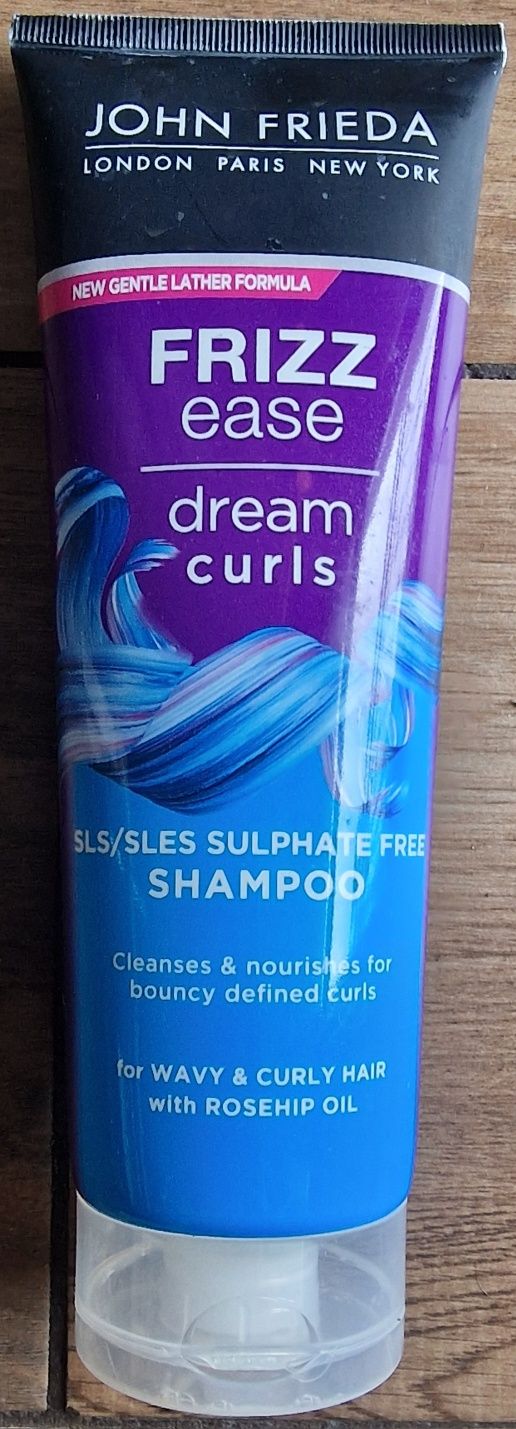 JOHN FRIEDA
LONDON PARIS NEW YORK
NEW GENTLE LATHER FORMULA
FRIZZ
ease
dream
curls
SLS/SLES SULPHATE FREE
SHAMPOO
Cleanses & nourishes for
bouncy defined curls
for WAVY & CURLY HAIR
with ROSEHIP OIL